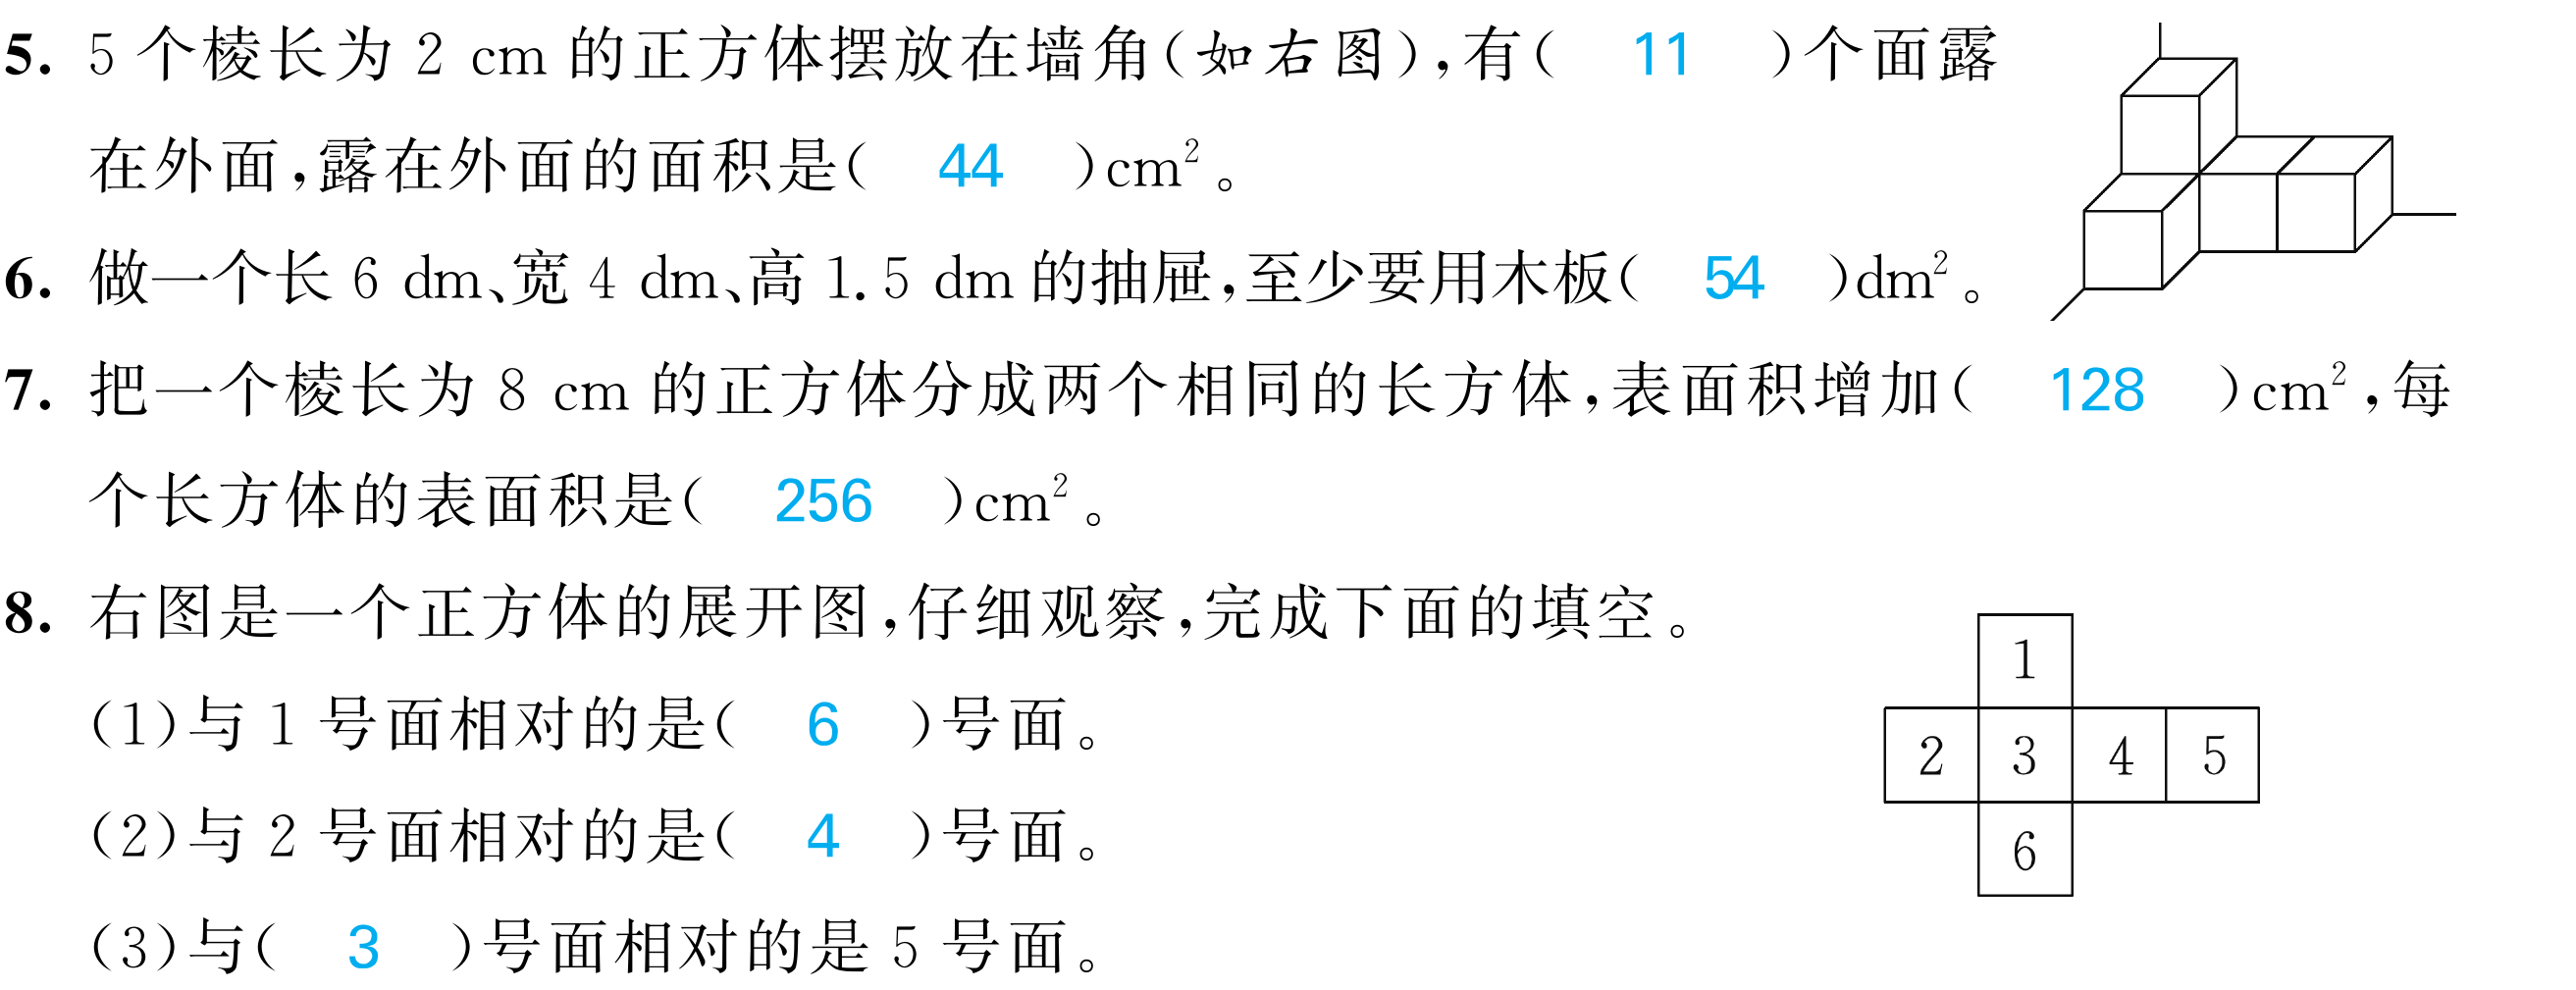 5. 5 个棱长为 2 cm 的正方体摆放在墙角(如右图),有( 11 )个面露
在外面,露在外面的面积是( 44 )cm²。
6. 做一个长 6 dm、宽 4 dm、高 1.5 dm 的抽屉,至少要用木板( 54 )dm²。
7. 把一个棱长为 8 cm 的正方体分成两个相同的长方体,表面积增加( 128 )cm²,每
个长方体的表面积是( 256 )cm²。
8. 右图是一个正方体的展开图,仔细观察,完成下面的填空。
(1)与 1 号面相对的是( 6 )号面。
(2)与 2 号面相对的是( 4 )号面。
(3)与( 3 )号面相对的是 5 号面。
1
2 3 4 5
6